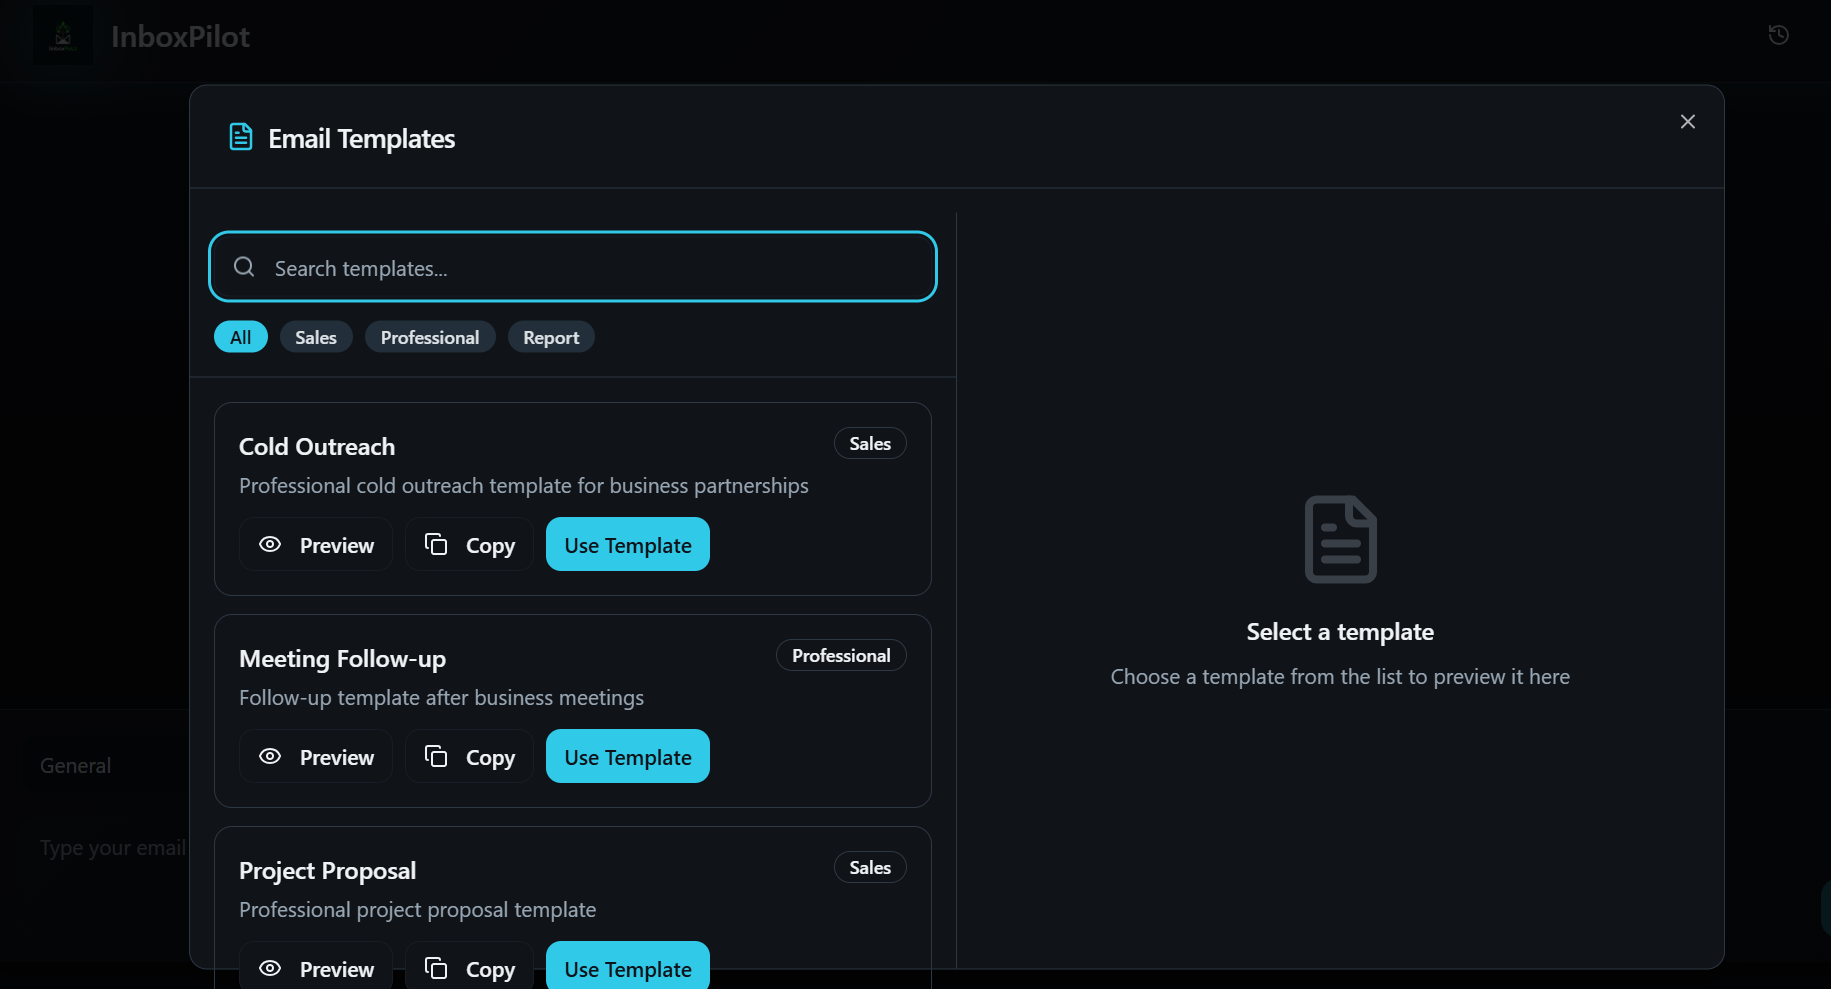 InboxPilot
Email Templates
Search templates...
All
Sales
Professional
Report
Cold Outreach
Sales
Professional cold outreach template for business partnerships
Preview
Copy
Use Template
Meeting Follow-up
Professional
Follow-up template after business meetings
Preview
Copy
Use Template
Project Proposal
Sales
Professional project proposal template
Preview
Copy
Use Template
Select a template
Choose a template from the list to preview it here
General
Type your email